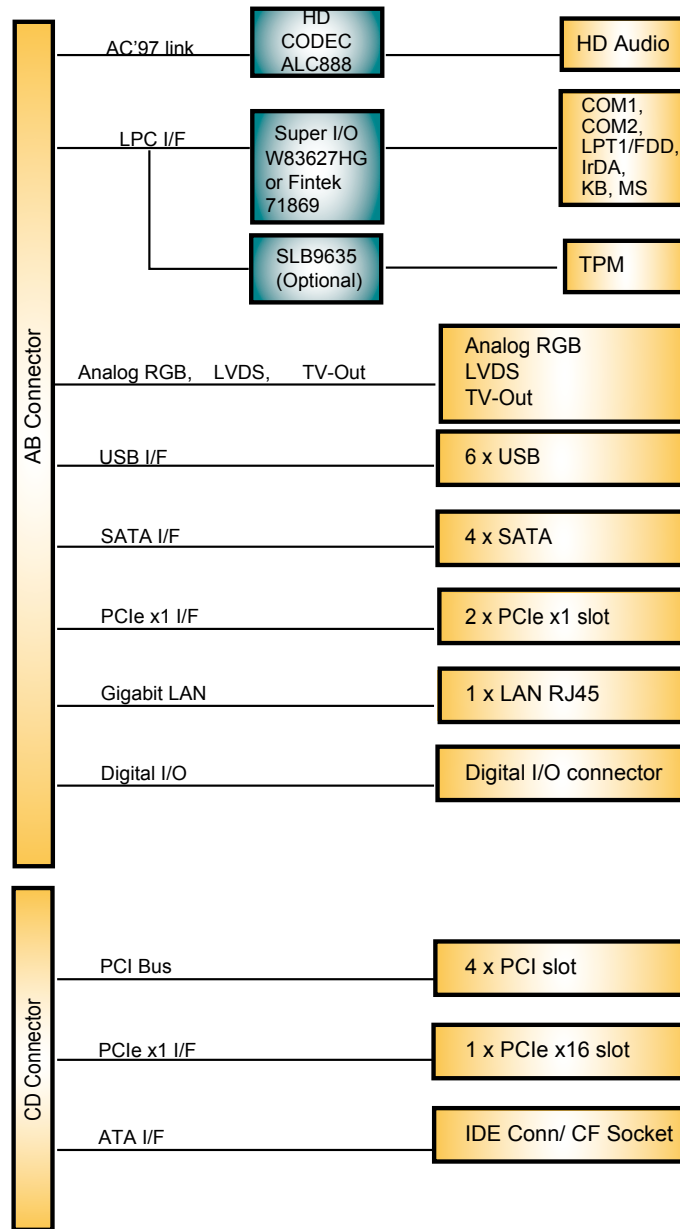 AB Connector
AC'97 link
HD
CODEC
ALC888
HD Audio
LPC I/F
Super I/O
W83627HG
or Fintek
71869
COM1,
COM2,
LPT1/FDD,
IrDA,
KB, MS
SLB9635
(Optional)
TPM
Analog RGB, LVDS, TV-Out
Analog RGB
LVDS
TV-Out
USB I/F
6 x USB
SATA I/F
4 x SATA
PCIe x1 I/F
2 x PCIe x1 slot
Gigabit LAN
1 x LAN RJ45
Digital I/O
Digital I/O connector
CD Connector
PCI Bus
4 x PCI slot
PCIe x1 I/F
1 x PCIe x16 slot
ATA I/F
IDE Conn/ CF Socket